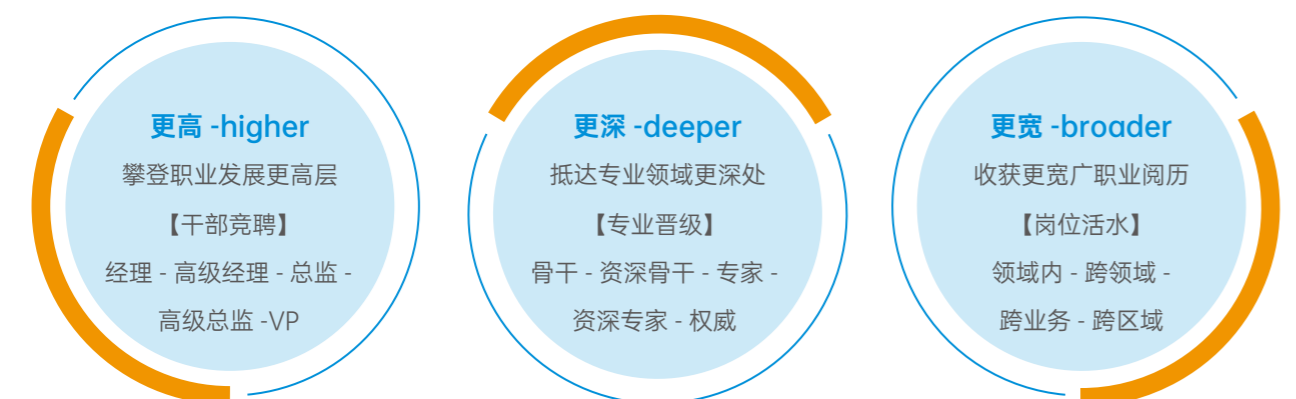 更高 -higher
攀登职业发展更高层
【干部竞聘】
经理 - 高级经理 - 总监 -
高级总监 -VP
更深 -deeper
抵达专业领域更深处
【专业晋级】
骨干 - 资深骨干 - 专家 -
资深专家 - 权威
更宽 -broader
收获更宽广职业阅历
【岗位活水】
领域内 - 跨领域 -
跨业务 - 跨区域